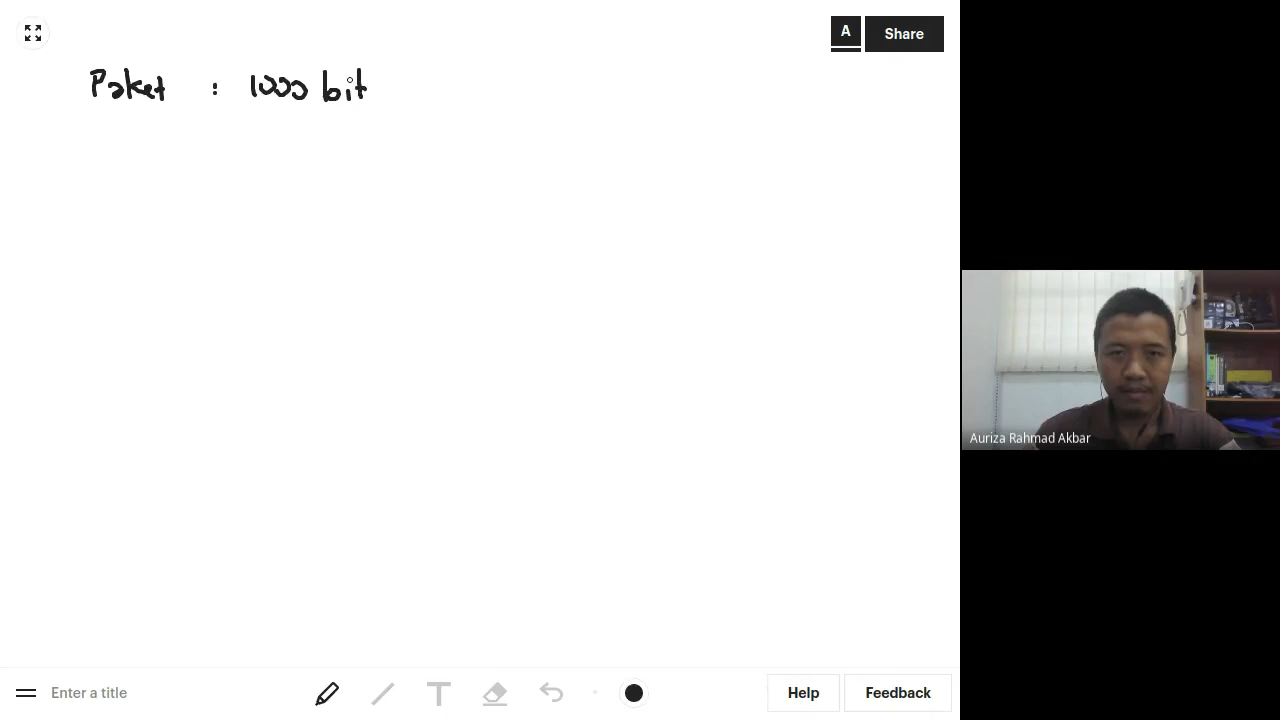 A Share
Paket : 1000 bit
Auriza Rahmad Akbar
Enter a title
T
Help Feedback